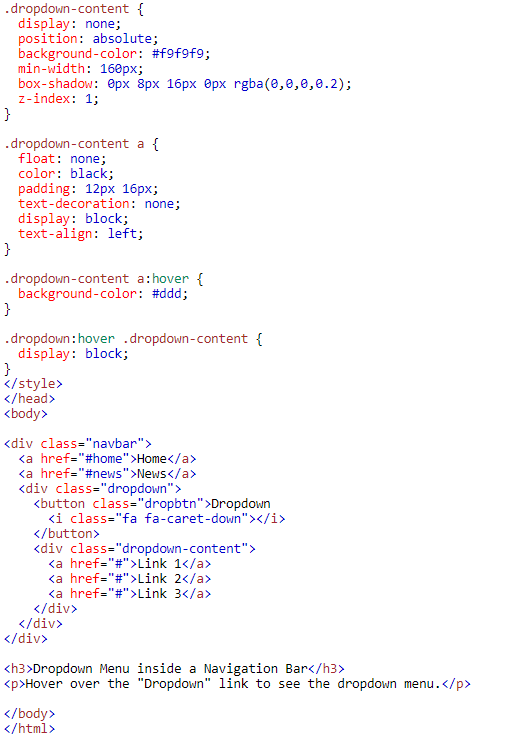 .dropdown-content {
  display: none;
  position: absolute;
  background-color: #f9f9f9;
  min-width: 160px;
  box-shadow: 0px 8px 16px 0px rgba(0,0,0,0.2);
  z-index: 1;
}

.dropdown-content a {
  float: none;
  color: black;
  padding: 12px 16px;
  text-decoration: none;
  display: block;
  text-align: left;
}

.dropdown-content a:hover {
  background-color: #ddd;
}

.dropdown:hover .dropdown-content {
  display: block;
}
</style>
</head>
<body>

<div class="navbar">
  <a href="#home">Home</a>
  <a href="#news">News</a>
  <div class="dropdown">
    <button class="dropbtn">Dropdown
      <i class="fa fa-caret-down"></i>
    </button>
    <div class="dropdown-content">
      <a href="#">Link 1</a>
      <a href="#">Link 2</a>
      <a href="#">Link 3</a>
    </div>
  </div>
</div>

<h3>Dropdown Menu inside a Navigation Bar</h3>
<p>Hover over the "Dropdown" link to see the dropdown menu.</p>

</body>
</html>